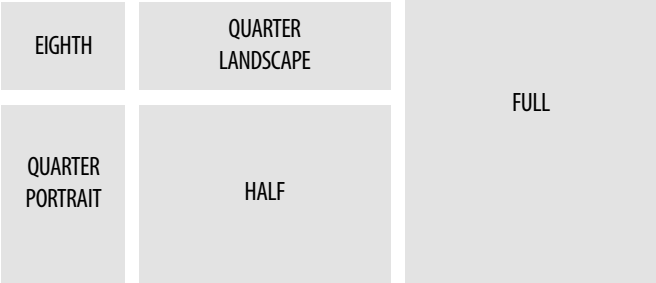 EIGHTH
QUARTER
LANDSCAPE
FULL
QUARTER
PORTRAIT
HALF